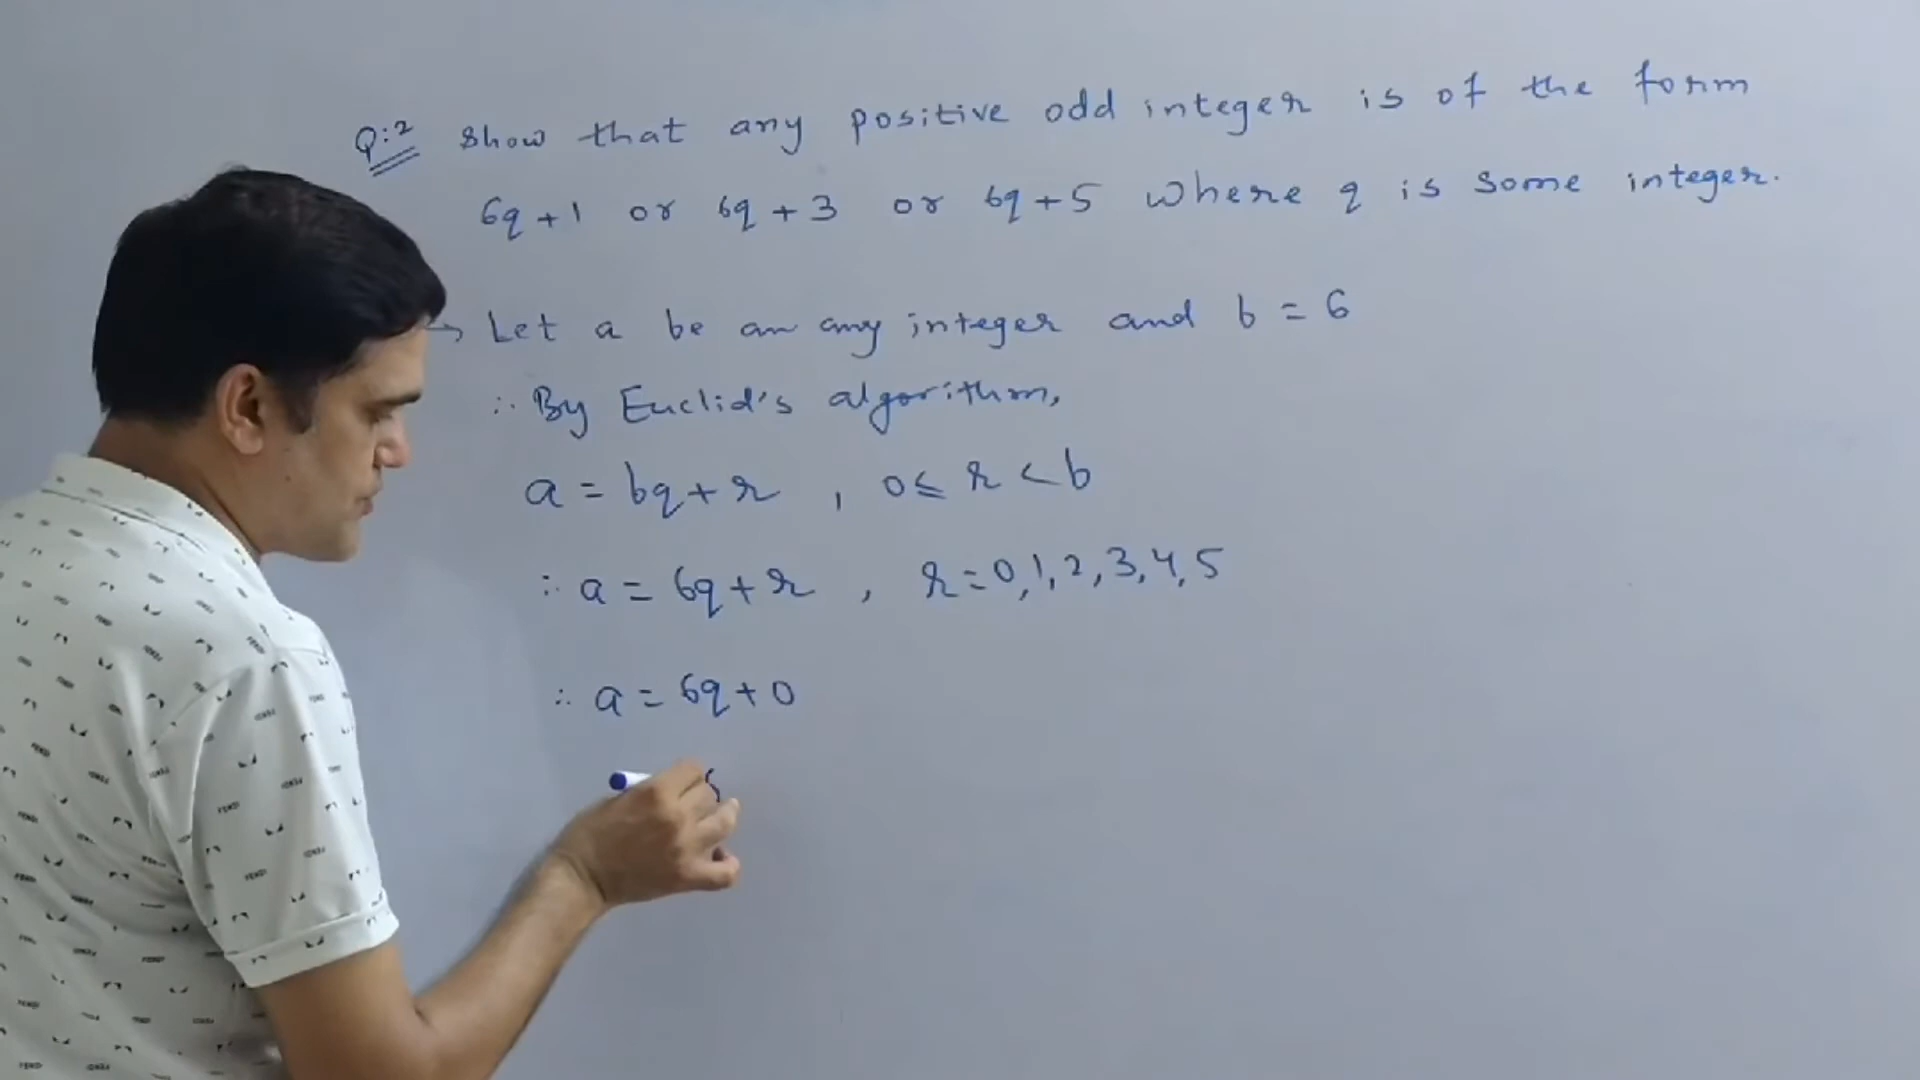 Q:2 Show that any positive odd integer is of the form
6q + 1 or 6q + 3 or 6q + 5 where q is some integer.
→ Let a be an any integer and b = 6
∴ By Euclid's algorithm,
a = bq + r , 0 ≤ r < b
∴ a = 6q + r , r = 0, 1, 2, 3, 4, 5
∴ a = 6q + 0